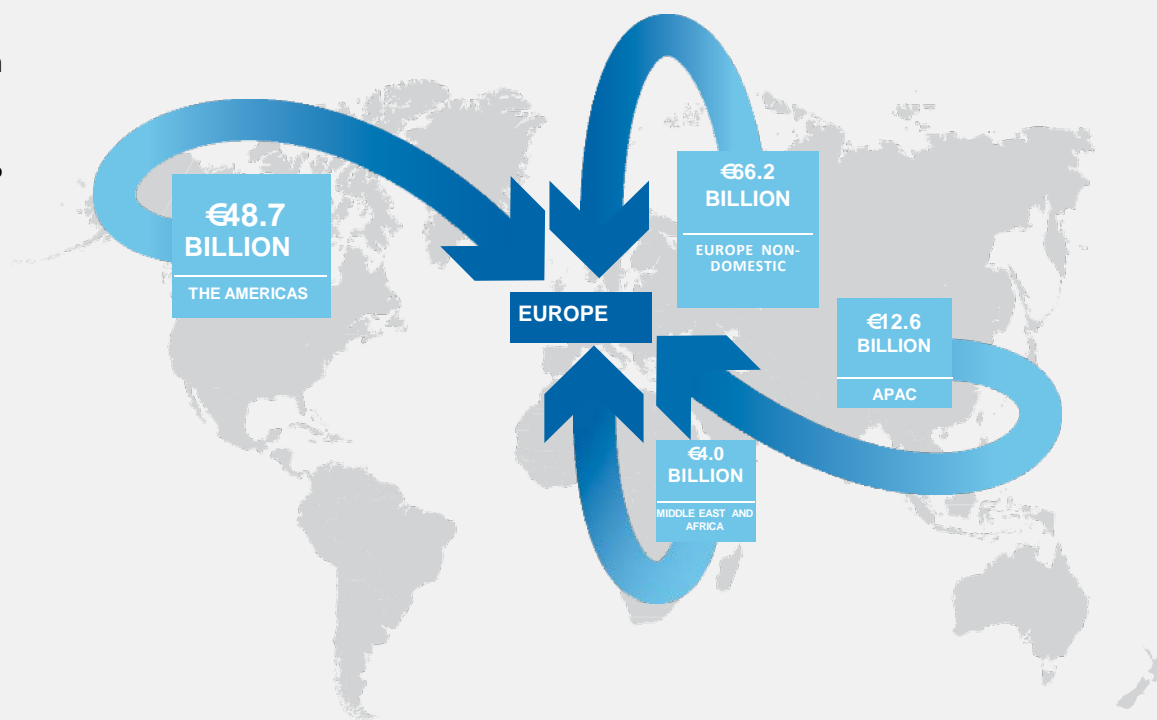 €48.7
BILLION
THE AMERICAS
€66.2
BILLION
EUROPE NON-
DOMESTIC
EUROPE
€12.6
BILLION
APAC
€4.0
BILLION
MIDDLE EAST AND
AFRICA